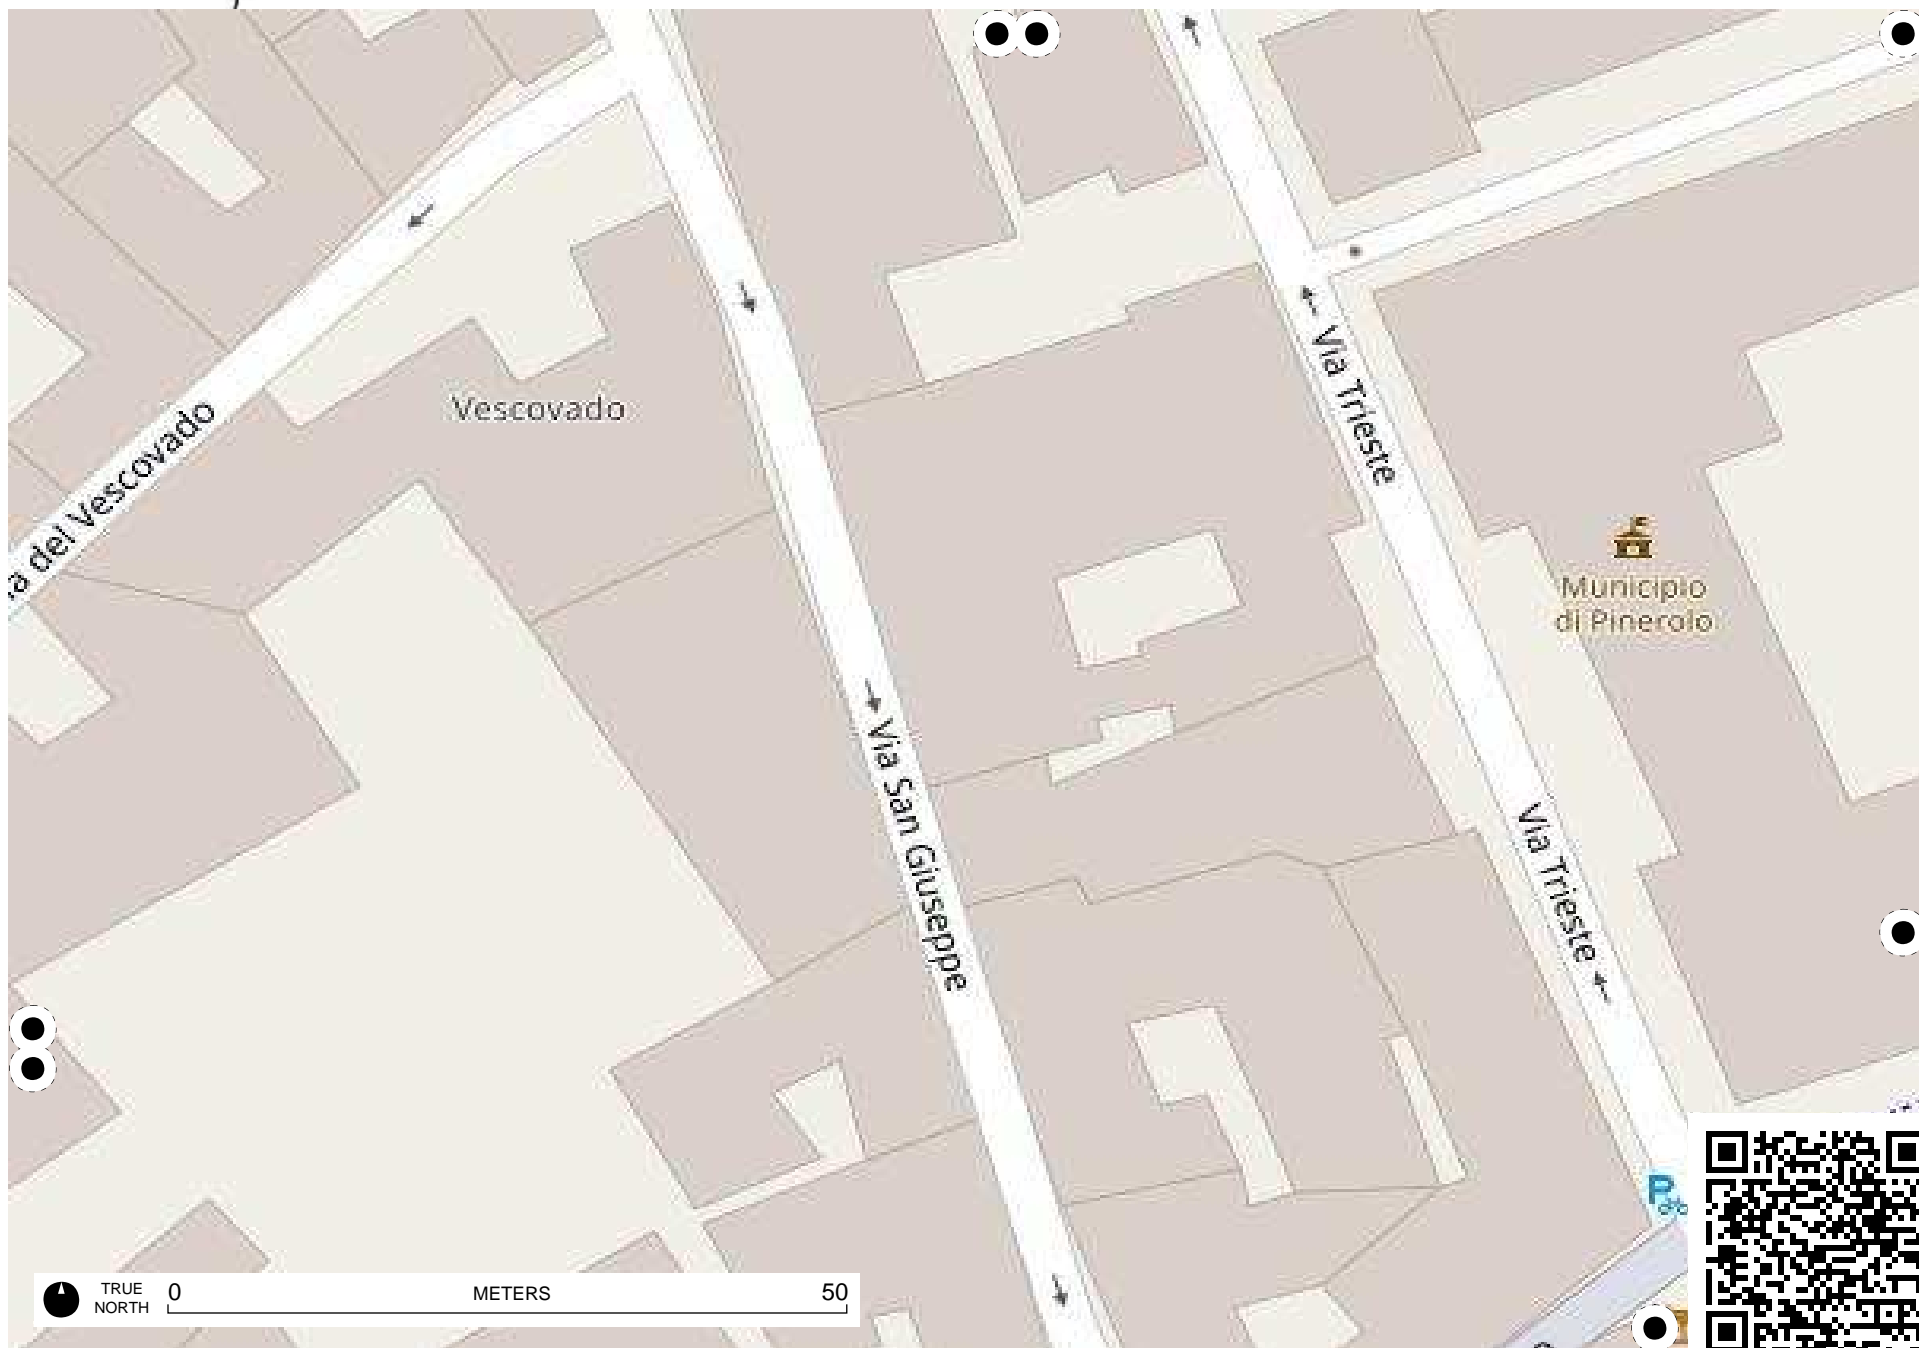 Vescovado
Via Trieste
del Vescovado
Municipio
di Pinerolo
Via San Giuseppe
Via Trieste
P
TRUE
NORTH
0
METERS
50